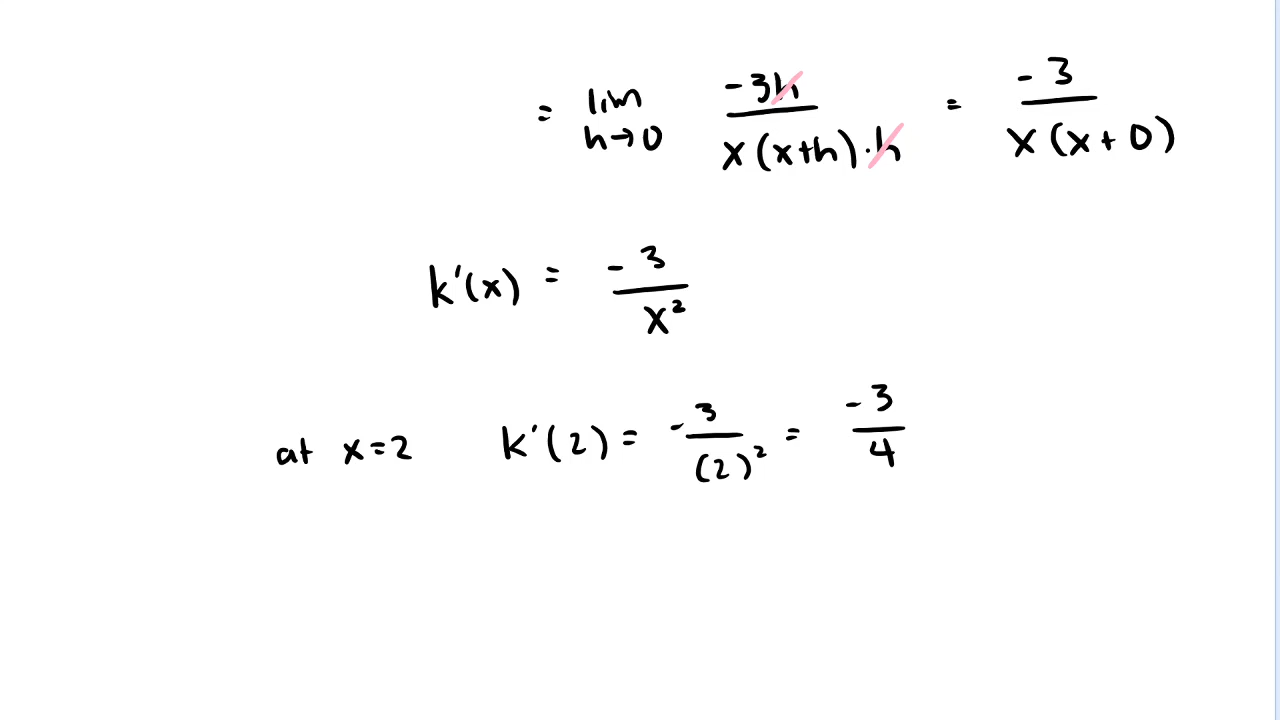 = lim h→0 -3h / x(x+h)·h = -3 / x(x+0)
k'(x) = -3 / x²
at x=2 k'(2) = -3 / (2)² = -3 / 4